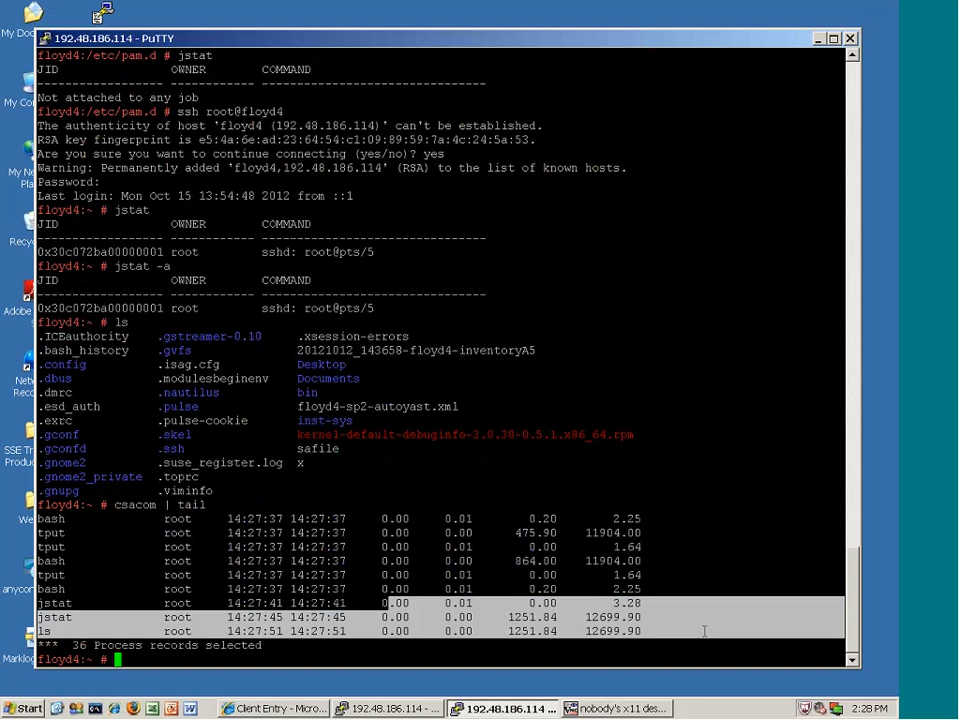 My Doc
192.48.186.114 - PuTTY
floyd4:/etc/pam.d # jstat
JID OWNER COMMAND
------------------ ------------ --------------------------------
Not attached to any job
floyd4:/etc/pam.d # ssh root@floyd4
The authenticity of host 'floyd4 (192.48.186.114)' can't be established.
RSA key fingerprint is e5:4a:6e:ad:23:64:54:c1:09:89:59:7a:4c:24:5a:53.
Are you sure you want to continue connecting (yes/no)? yes
Warning: Permanently added 'floyd4,192.48.186.114' (RSA) to the list of known hosts.
Password:
Last login: Mon Oct 15 13:54:48 2012 from ::1
floyd4:~ # jstat
JID OWNER COMMAND
------------------ ------------ --------------------------------
0x30c072ba00000001 root sshd: root@pts/5
floyd4:~ # jstat -a
JID OWNER COMMAND
------------------ ------------ --------------------------------
0x30c072ba00000001 root sshd: root@pts/5
floyd4:~ # ls
.ICEauthority .gstreamer-0.10 .xsession-errors
.bash_history .gvfs 20121012_143658-floyd4-inventoryA5
.config .isag.cfg Desktop
.dbus .modulesbeginenv Documents
.dmrc .nautilus bin
.esd_auth .pulse floyd4-sp2-autoyast.xml
.exrc .pulse-cookie inst-sys
.gconf .skel kernel-default-debuginfo-3.0.38-0.5.1.x86_64.rpm
.gconfd .ssh safile
.gnome2 .suse_register.log x
.gnome2_private .toprc
.gnupg .viminfo
floyd4:~ # csacom | tail
bash root 14:27:37 14:27:37 0.00 0.01 0.20 2.25
tput root 14:27:37 14:27:37 0.00 0.00 475.90 11904.00
tput root 14:27:37 14:27:37 0.00 0.01 0.00 1.64
bash root 14:27:37 14:27:37 0.00 0.00 864.00 11904.00
tput root 14:27:37 14:27:37 0.00 0.01 0.00 1.64
bash root 14:27:37 14:27:37 0.00 0.01 0.20 2.25
jstat root 14:27:41 14:27:41 0.00 0.01 0.00 3.28
jstat root 14:27:45 14:27:45 0.00 0.00 1251.84 12699.90
ls root 14:27:51 14:27:51 0.00 0.00 1251.84 12699.90
*** 36 Process records selected
floyd4:~ #
My Co
My N
Pla
Recy
Adobe
Net
Reco
SSE Tr
Produ
We
anycon
Marklo
Start
Client Entry - Micro...
192.48.186.114 - ...
192.48.186.114 ...
nobody's x11 des...
2:28 PM